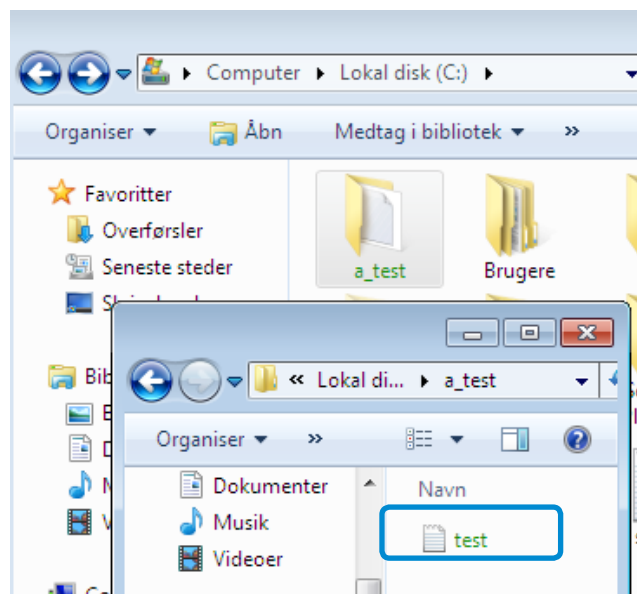 Computer Lokal disk (C:)
Organiser Åbn Medtag i bibliotek »
Favoritter
Overførsler
Seneste steder
a_test Brugere
« Lokal di... a_test
Organiser »
Dokumenter
Musik
Videoer
Navn
test